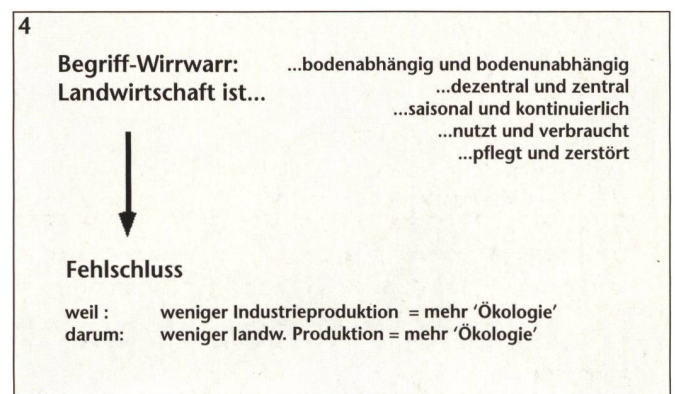 4
Begriff-Wirrwarr: ...bodenabhängig und bodenunabhängig
Landwirtschaft ist... ...dezentral und zentral
...saisonal und kontinuierlich
...nutzt und verbraucht
...pflegt und zerstört
Fehlschluss
weil : weniger Industrieproduktion = mehr ‘Ökologie’
darum: weniger landw. Produktion = mehr ‘Ökologie’